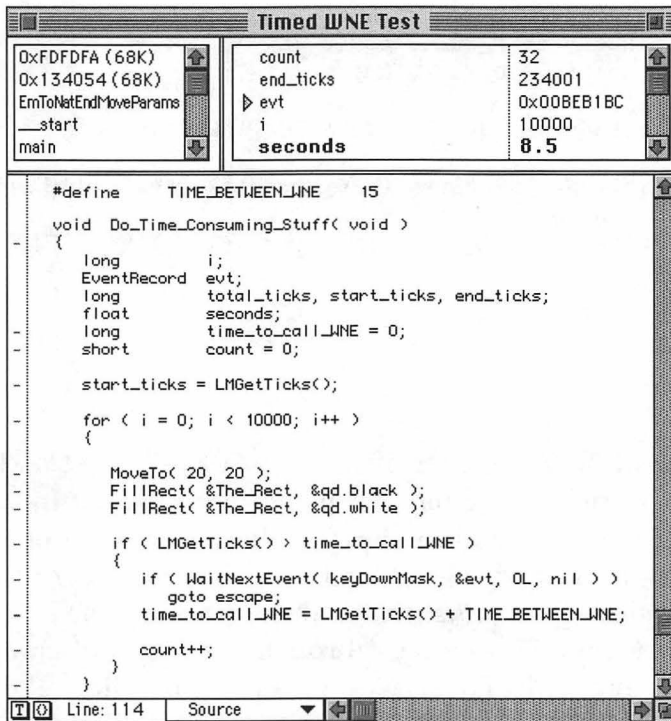 Timed WNE Test
0xFDFDFA (68K)
0x134054 (68K)
EmToNatEndMoveParams
__start
main
count 32
end_ticks 234001
evt 0x00BEB1BC
i 10000
seconds 8.5
#define TIME_BETWEEN_WNE 15
void Do_Time_Consuming_Stuff( void )
{
long i;
EventRecord evt;
long total_ticks, start_ticks, end_ticks;
float seconds;
long time_to_call_WNE = 0;
short count = 0;
start_ticks = LMGetTicks();
for ( i = 0; i < 10000; i++ )
{
MoveTo( 20, 20 );
FillRect( &The_Rect, &qd.black );
FillRect( &The_Rect, &qd.white );
if ( LMGetTicks() > time_to_call_WNE )
{
if ( WaitNextEvent( keyDownMask, &evt, 0L, nil ) )
goto escape;
time_to_call_WNE = LMGetTicks() + TIME_BETWEEN_WNE;
count++;
}
}
Line: 114 Source